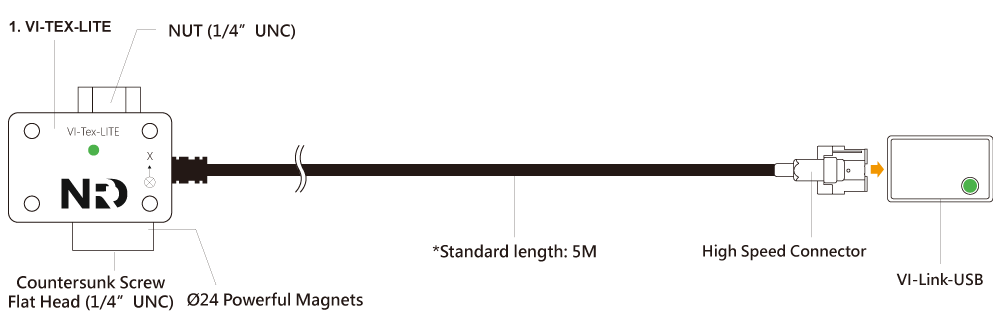 1. VI-TEX-LITE
NUT (1/4”  UNC)
VI-Tex-LITE
X
NRD
*Standard length: 5M
High Speed Connector
VI-Link-USB
Countersunk Screw
Flat Head (1/4”  UNC)
Ø24 Powerful Magnets